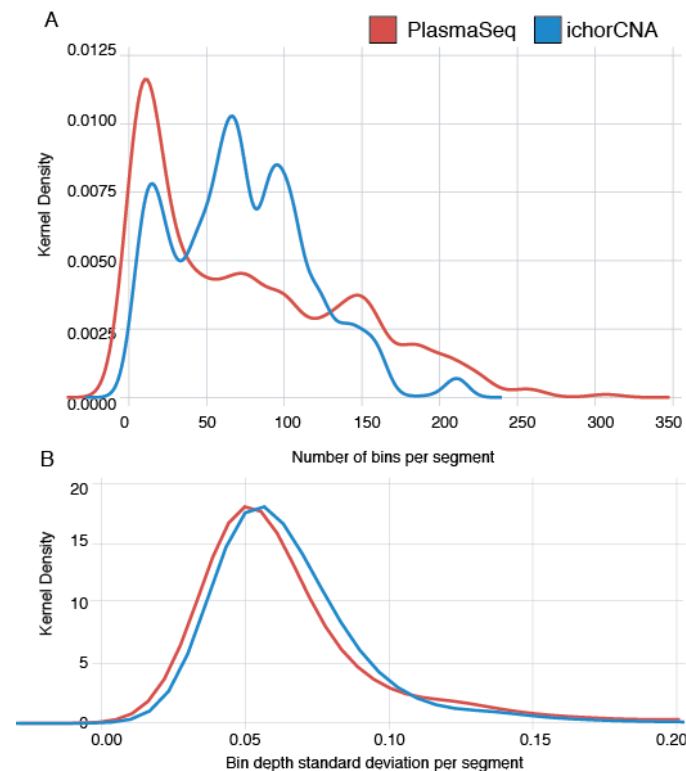 A
PlasmaSeq ichorCNA
0.0125
0.0100
0.0075
0.0050
0.0025
0.0000
Kernel Density
0 50 100 150 200 250 300 350
Number of bins per segment
B
20
15
10
5
0
Kernel Density
0.00 0.05 0.10 0.15 0.20
Bin depth standard deviation per segment